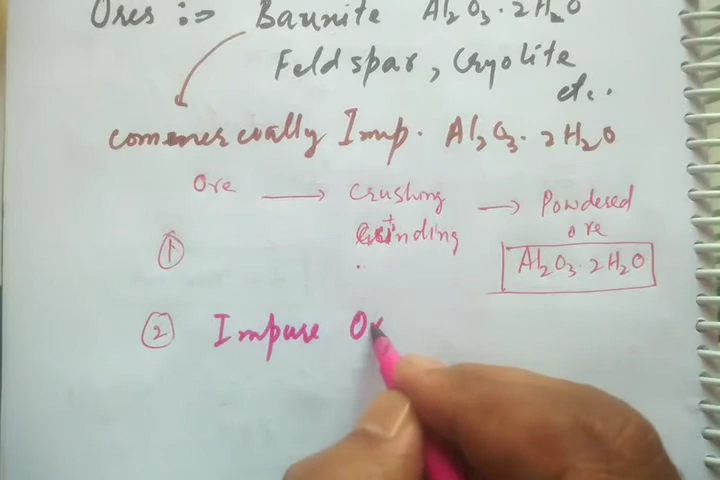 Ores :- Bauxite Al2O3.2H2O
Feldspar, Cryolite
etc.
commercially Imp. Al2O3.2H2O
Ore → Crushing → Powdered
+ ore
① Grinding Al2O3.2H2O
② Impure Or